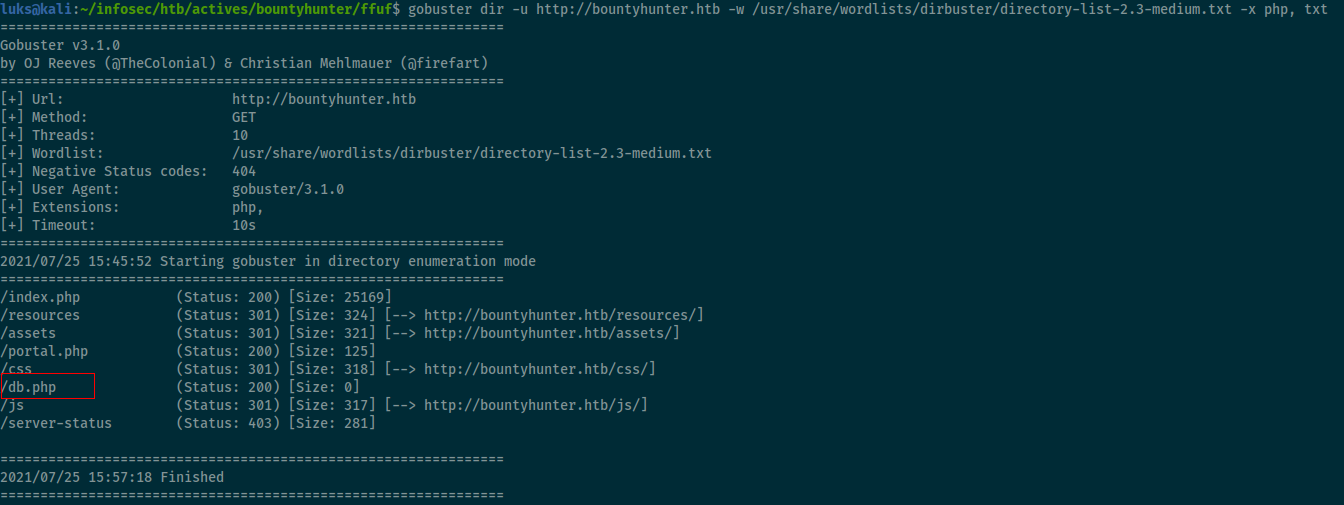 luks@kali:~/infosec/htb/actives/bountyhunter/ffuf$ gobuster dir -u http://bountyhunter.htb -w /usr/share/wordlists/dirbuster/directory-list-2.3-medium.txt -x php, txt
===============================================================
Gobuster v3.1.0
by OJ Reeves (@TheColonial) & Christian Mehlmauer (@firefart)
===============================================================
[+] Url:                     http://bountyhunter.htb
[+] Method:                  GET
[+] Threads:                 10
[+] Wordlist:                /usr/share/wordlists/dirbuster/directory-list-2.3-medium.txt
[+] Negative Status codes:   404
[+] User Agent:              gobuster/3.1.0
[+] Extensions:              php,
[+] Timeout:                 10s
===============================================================
2021/07/25 15:45:52 Starting gobuster in directory enumeration mode
===============================================================
/index.php            (Status: 200) [Size: 25169]
/resources            (Status: 301) [Size: 324] [--> http://bountyhunter.htb/resources/]
/assets               (Status: 301) [Size: 321] [--> http://bountyhunter.htb/assets/]
/portal.php           (Status: 200) [Size: 125]
/css                  (Status: 301) [Size: 318] [--> http://bountyhunter.htb/css/]
/db.php               (Status: 200) [Size: 0]
/js                   (Status: 301) [Size: 317] [--> http://bountyhunter.htb/js/]
/server-status        (Status: 403) [Size: 281]
===============================================================
2021/07/25 15:57:18 Finished
===============================================================